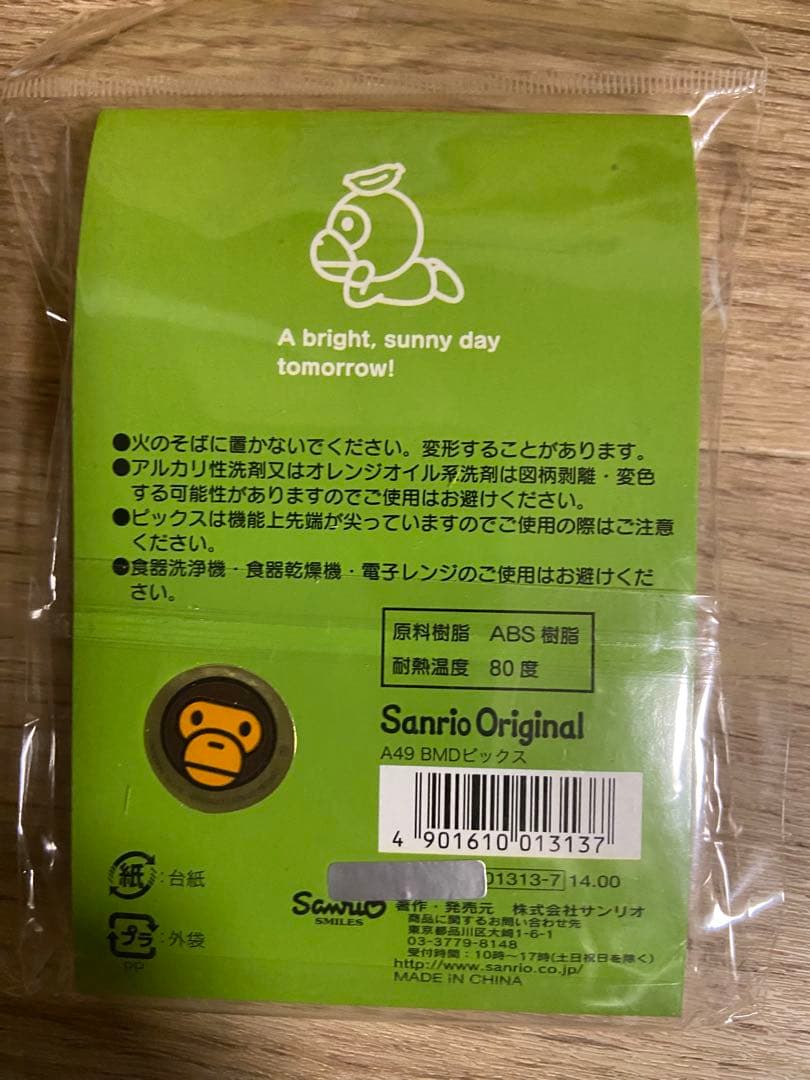 A bright, sunny day
tomorrow!
●火のそばに置かないでください。変形することがあります。
●アルカリ性洗剤又はオレンジオイル系洗剤は図柄剥離・変色
する可能性がありますのでご使用はお避けください。
●ピックスは機能上先端が尖っていますのでご使用の際はご注意
ください。
●食器洗浄機・食器乾燥機・電子レンジのご使用はお避けくだ
さい。
原料樹脂 ABS樹脂
耐熱温度 80度
Sanrio Original
A49 BMDピックス
4 901610 013137
紙:台紙
01313-7 14.00
Sanrio
SMILES
著作・発売元 株式会社サンリオ
商品に関するお問い合わせ先
東京都品川区大崎1-6-1
03-3779-8148
受付時間:10時〜17時(土日祝日を除く)
http://www.sanrio.co.jp/
MADE iN CHINA
プラ:外袋
PP